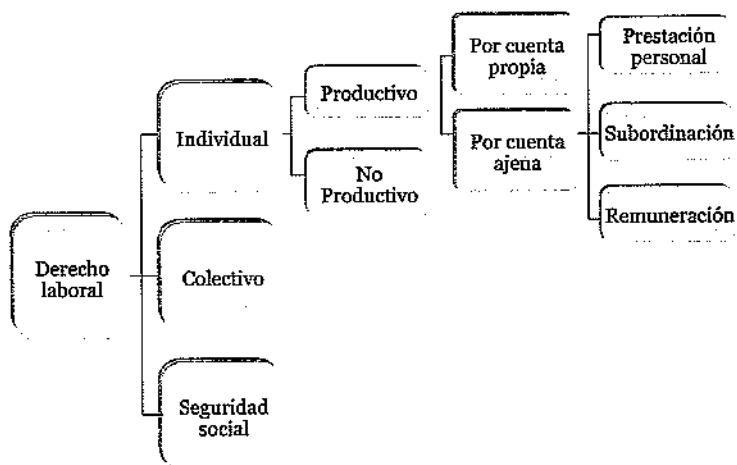 Derecho
laboral
Individual
Colectivo
Seguridad
social
Productivo
No
Productivo
Por cuenta
propia
Por cuenta
ajena
Prestación
personal
Subordinación
Remuneración